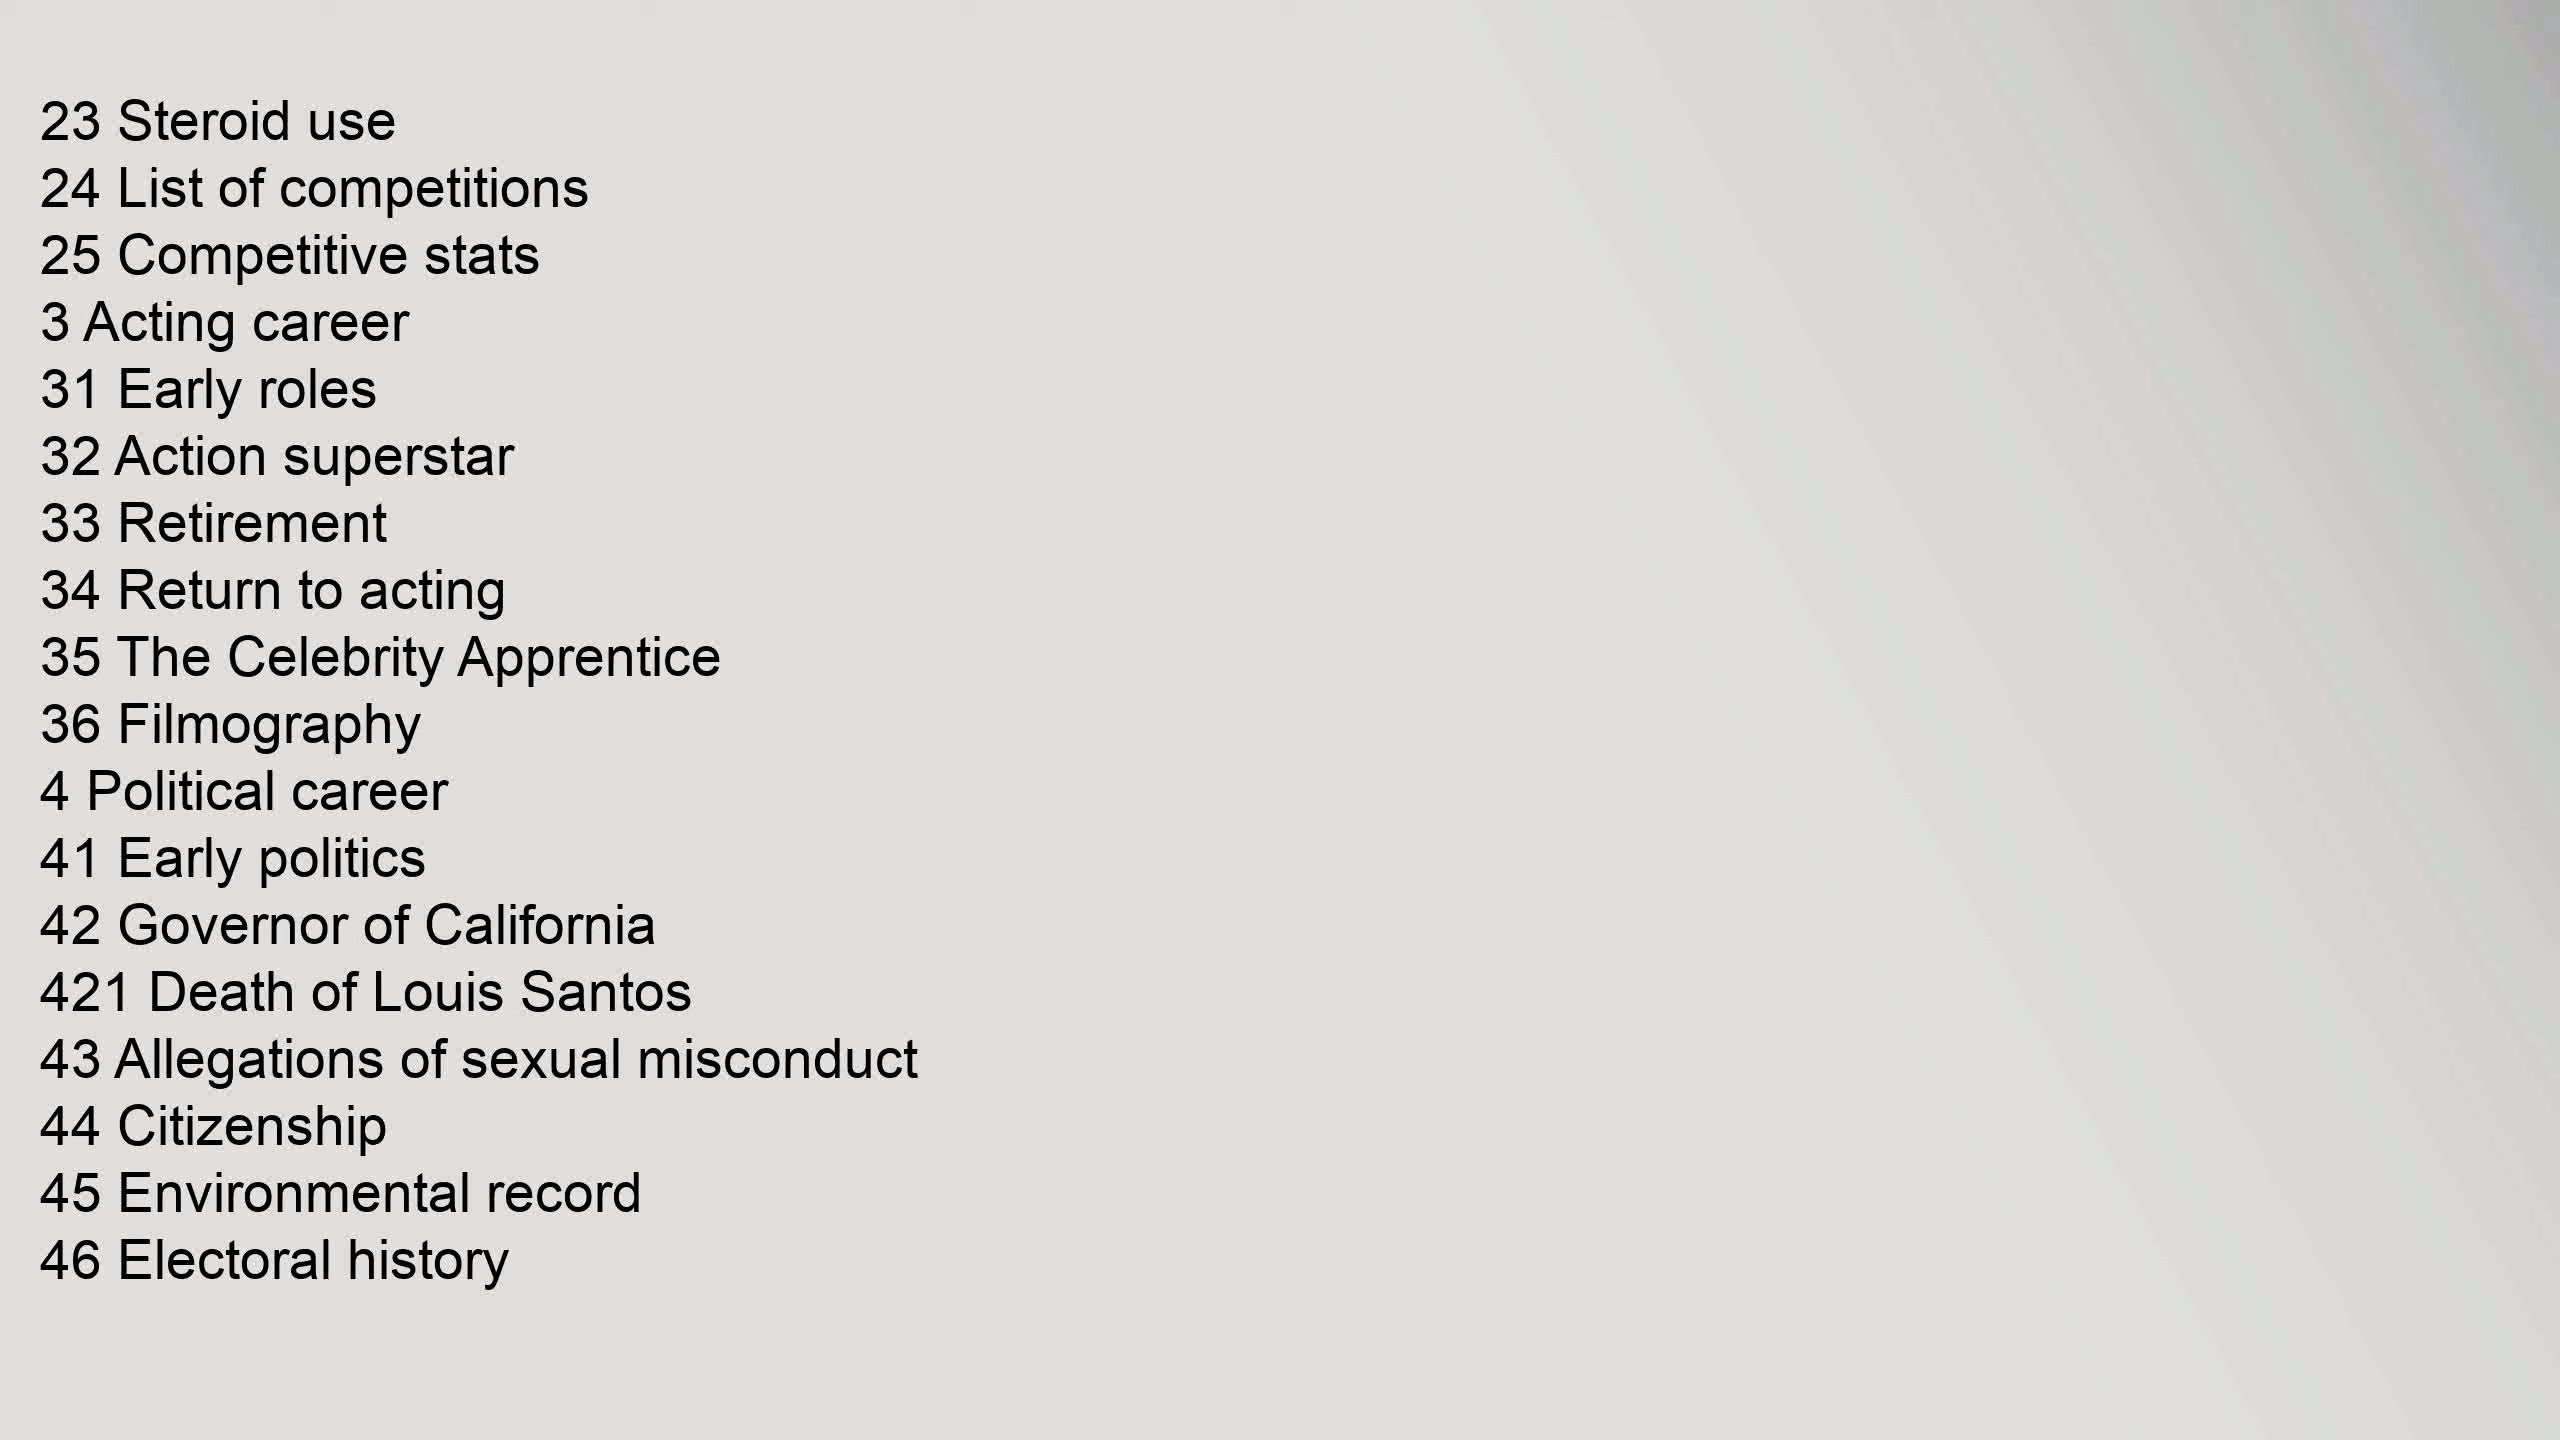 23 Steroid use
24 List of competitions
25 Competitive stats
3 Acting career
31 Early roles
32 Action superstar
33 Retirement
34 Return to acting
35 The Celebrity Apprentice
36 Filmography
4 Political career
41 Early politics
42 Governor of California
421 Death of Louis Santos
43 Allegations of sexual misconduct
44 Citizenship
45 Environmental record
46 Electoral history